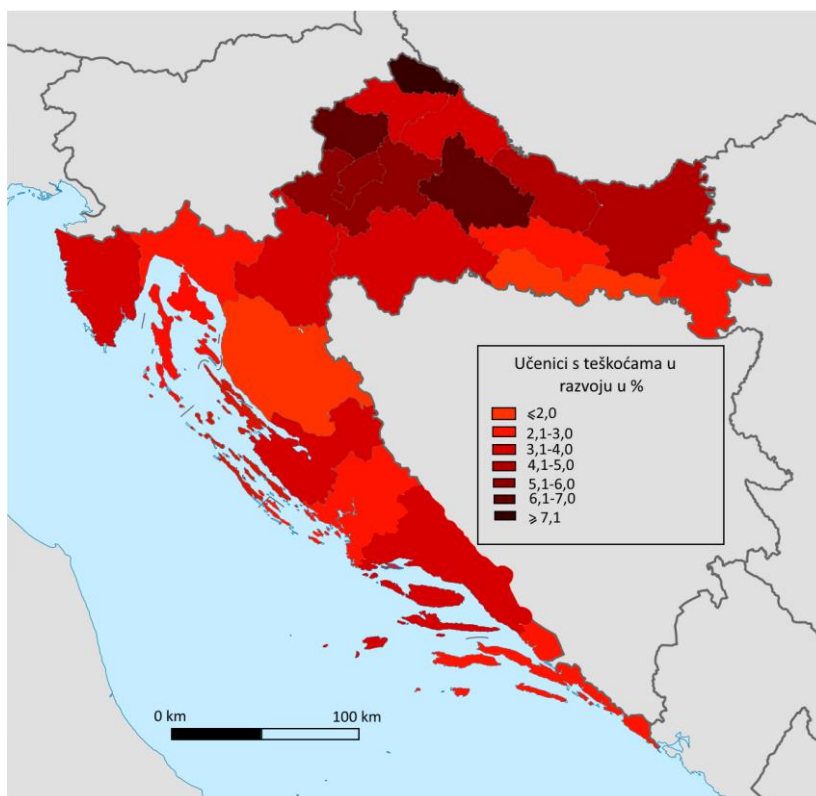 Učenici s teškoćama u
razvoju u %
⩽2,0
2,1-3,0
3,1-4,0
4,1-5,0
5,1-6,0
6,1-7,0
⩾ 7,1
0 km 100 km